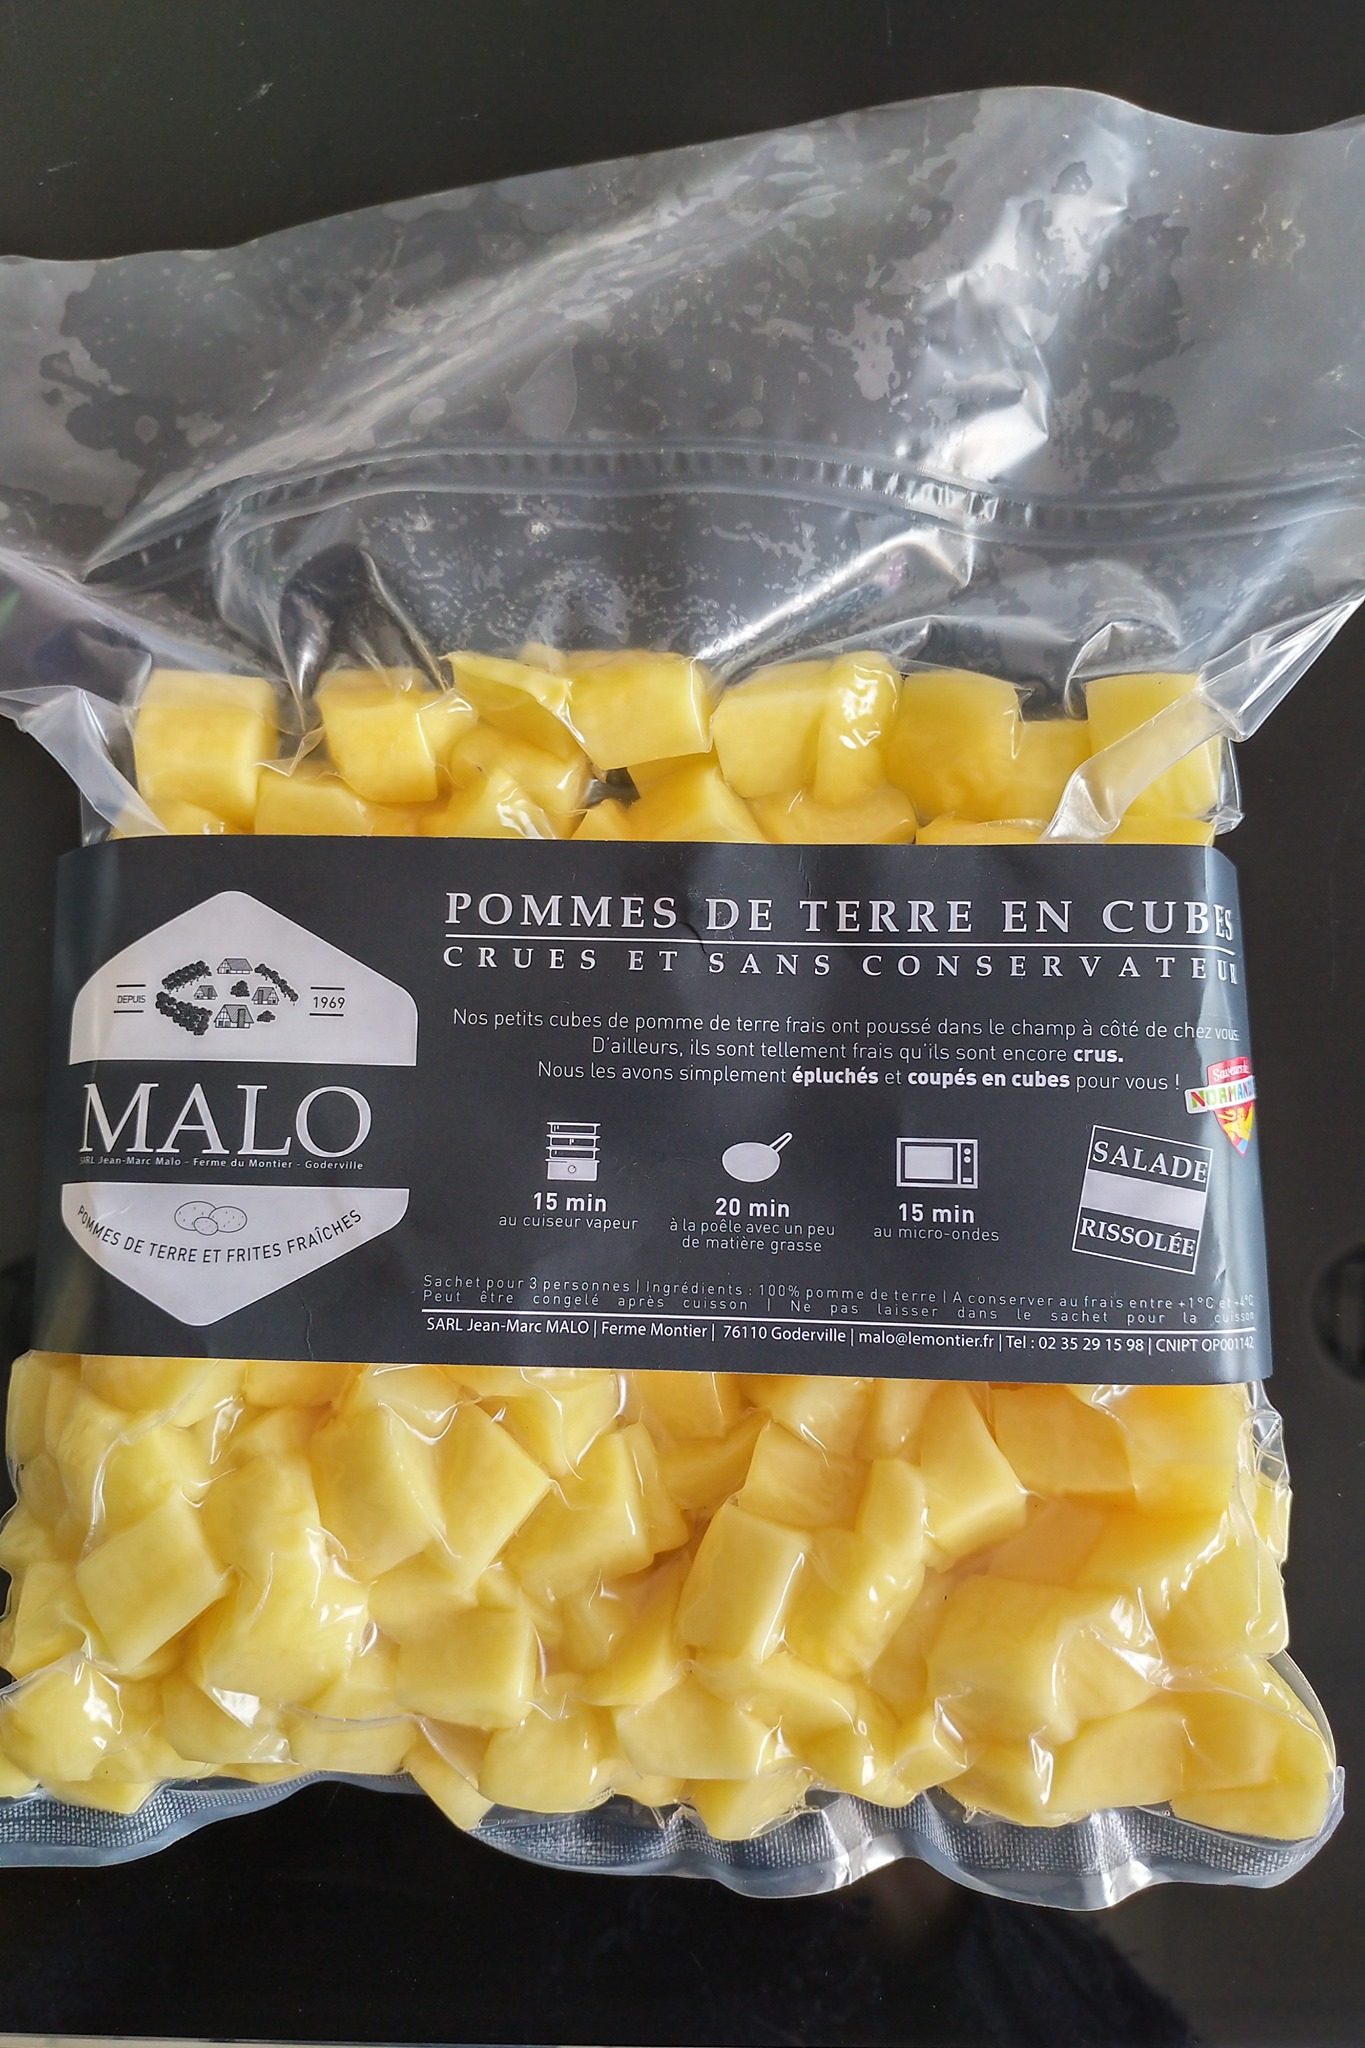 POMMES DE TERRE EN CUBES
CRUES ET SANS CONSERVATEUR
Nos petits cubes de pomme de terre frais ont poussé dans le champ à côté de chez vous.
D'ailleurs, ils sont tellement frais qu'ils sont encore crus.
Nous les avons simplement épluchés et coupés en cubes pour vous !
DEPUIS 1969
MALO
SARL Jean-Marc Malo - Ferme du Montier - Goderville
POMMES DE TERRE ET FRITES FRAÎCHES
Saveurs de
NORMANDIE
15 min
au cuiseur vapeur
20 min
à la poêle avec un peu
de matière grasse
15 min
au micro-ondes
SALADE
RISSOLÉE
Sachet pour 3 personnes | Ingrédients : 100% pomme de terre | A conserver au frais entre +1°C et +4°C
Peut être congelé après cuisson | Ne pas laisser dans le sachet pour la cuisson
SARL Jean-Marc MALO | Ferme Montier | 76110 Goderville | malo@lemontier.fr | Tel : 02 35 29 15 98 | CNIPT OP001142